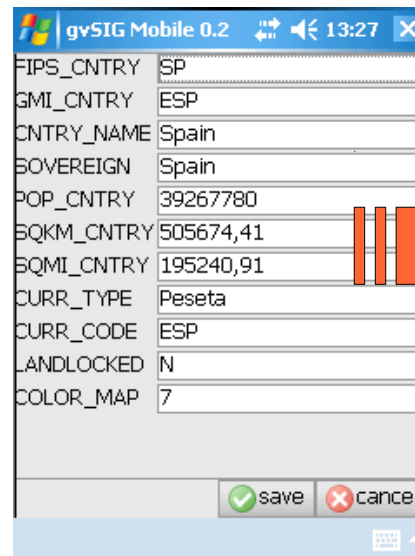 gvSIG Mobile 0.2 13:27
FIPS_CNTRY SP
GMI_CNTRY ESP
CNTRY_NAME Spain
SOVEREIGN Spain
POP_CNTRY 39267780
SQKM_CNTRY 505674,41
SQMI_CNTRY 195240,91
CURR_TYPE Peseta
CURR_CODE ESP
LANDLOCKED N
COLOR_MAP 7
save cance